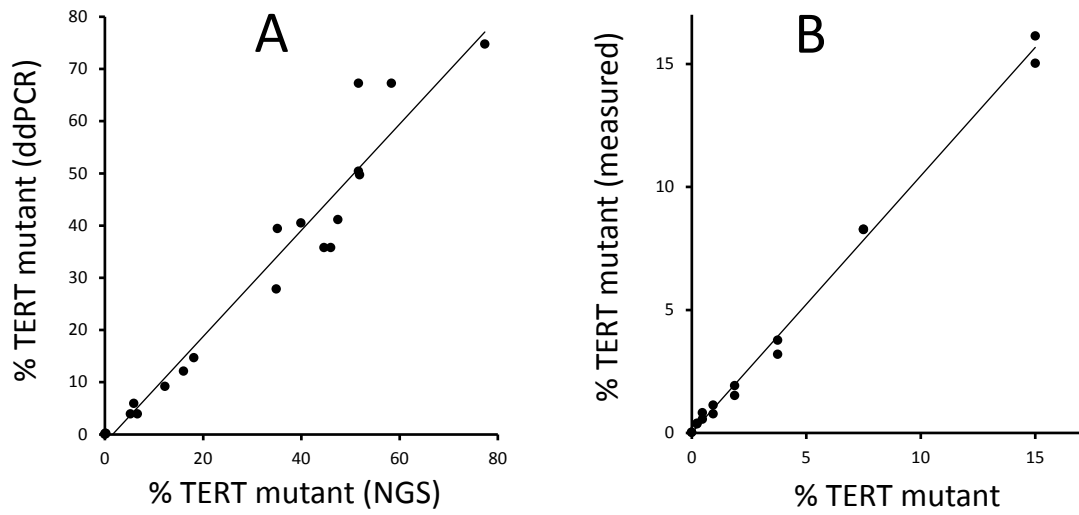 A
% TERT mutant (ddPCR)
80
70
60
50
40
30
20
10
0
0 20 40 60 80
% TERT mutant (NGS)
B
% TERT mutant (measured)
15
10
5
0
0 5 10 15
% TERT mutant